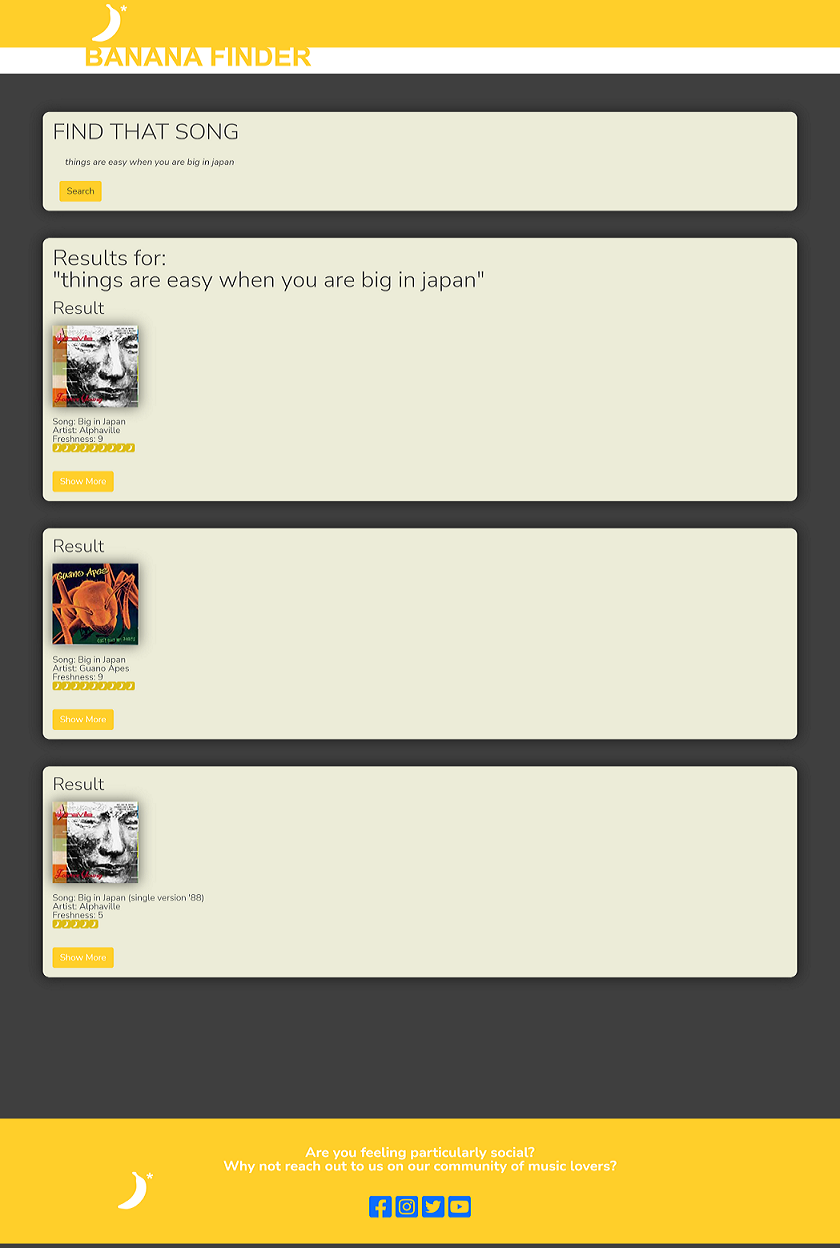 BANANA FINDER
FIND THAT SONG
things are easy when you are big in japan
Search
Results for:
"things are easy when you are big in japan"
Result
Song: Big in Japan
Artist: Alphaville
Freshness: 9
Show More
Result
Guano Apes
Song: Big in Japan
Artist: Guano Apes
Freshness: 9
Show More
Result
Song: Big in Japan (single version '88)
Artist: Alphaville
Freshness: 5
Show More
Are you feeling particularly social?
Why not reach out to us on our community of music lovers?